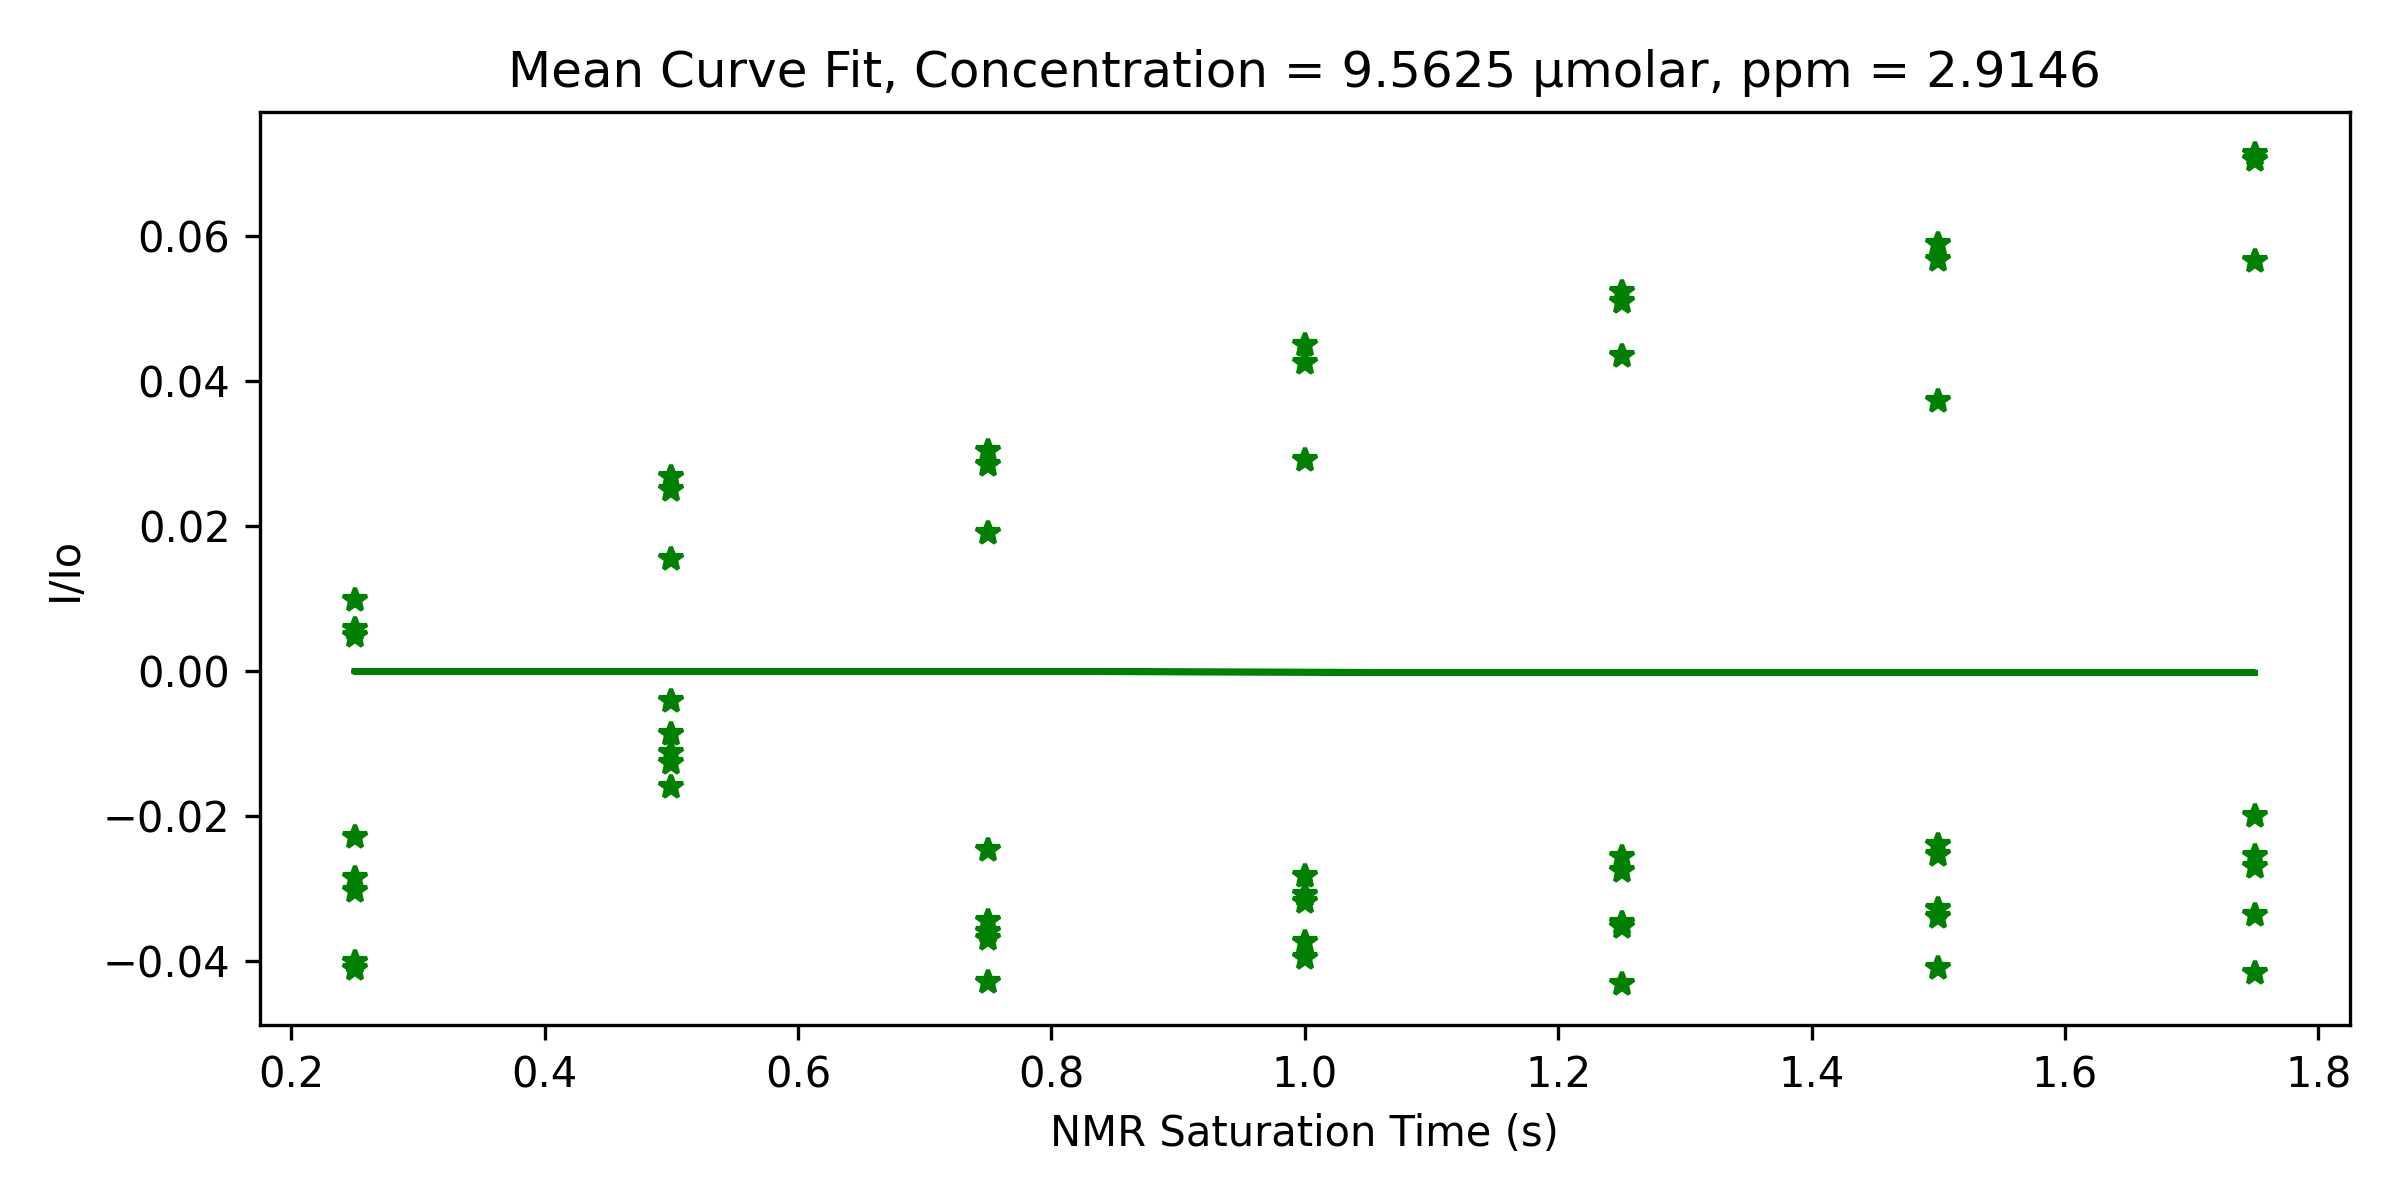 Mean Curve Fit, Concentration = 9.5625 µmolar, ppm = 2.9146
0.06
0.04
0.02
0.00
−0.02
−0.04
I/Io
0.2 0.4 0.6 0.8 1.0 1.2 1.4 1.6 1.8
NMR Saturation Time (s)